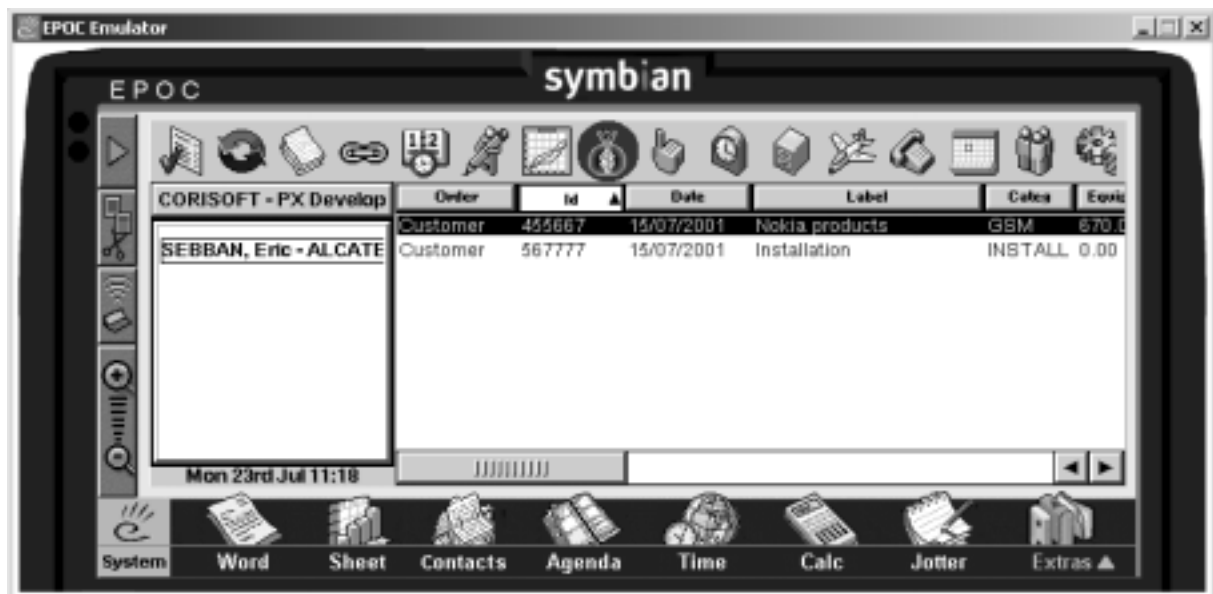 EPOC Emulator
EPOC
symbian
1:2
CORISOFT - PX Develop
Order Id Date Label Categ
Customer 455667 15/07/2001 Nokia products GSM 670.0
SEBBAN, Eric - ALCATE Customer 567777 15/07/2001 Installation INSTALL 0.00
Mon 23rd Jul 11:18
System Word Sheet Contacts Agenda Time Calc Jotter Extras